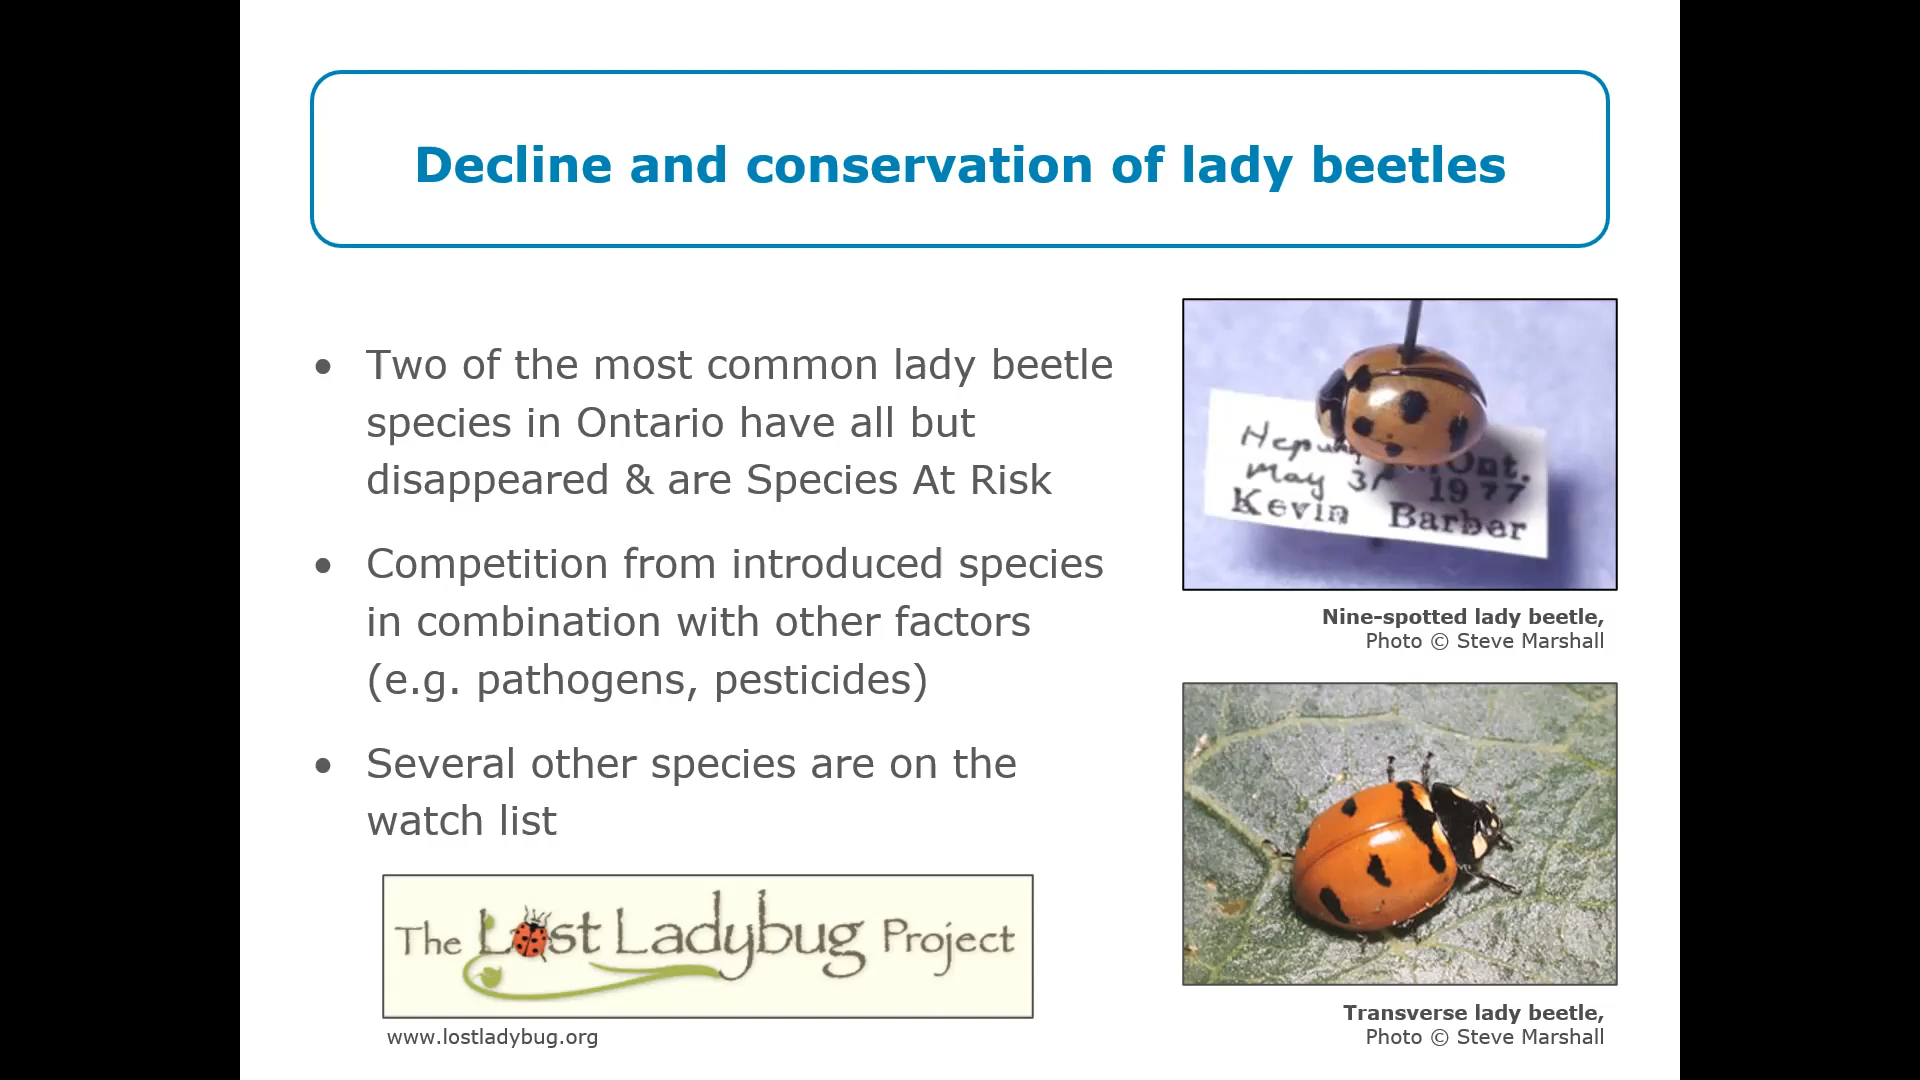 Decline and conservation of lady beetles
• Two of the most common lady beetle
species in Ontario have all but
disappeared & are Species At Risk
• Competition from introduced species
in combination with other factors
(e.g. pathogens, pesticides)
• Several other species are on the
watch list
The Lost Ladybug Project
www.lostladybug.org
Ont.
May 31 1977
Kevin Barber
Nine-spotted lady beetle,
Photo © Steve Marshall
Transverse lady beetle,
Photo © Steve Marshall